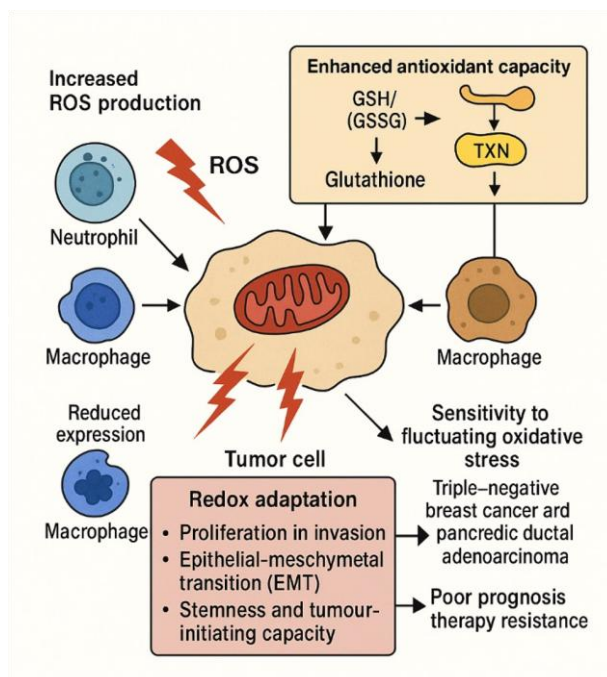 Increased
ROS production
ROS
Neutrophil
Macrophage
Reduced
expression
Macrophage
Enhanced antioxidant capacity
GSH/
(GSSG)
Glutathione
TXN
Macrophage
Tumor cell
Sensitivity to
fluctuating oxidative
stress
Triple–negative
breast cancer and
pancredic ductal
adenoarcinoma
Poor prognosis
therapy resistance
Redox adaptation
• Proliferation in invasion
• Epithelial-meschymetal
transition (EMT)
• Stemness and tumour-
initiating capacity